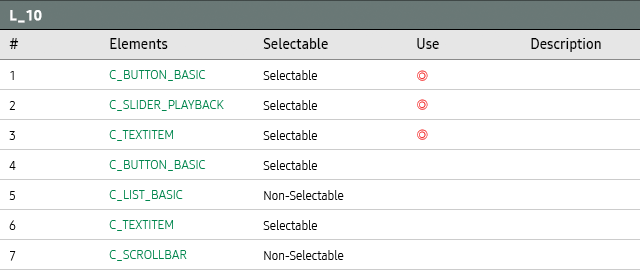 L_10
# Elements Selectable Use Description
1 C_BUTTON_BASIC Selectable ◎
2 C_SLIDER_PLAYBACK Selectable ◎
3 C_TEXTITEM Selectable ◎
4 C_BUTTON_BASIC Selectable
5 C_LIST_BASIC Non-Selectable
6 C_TEXTITEM Selectable
7 C_SCROLLBAR Non-Selectable